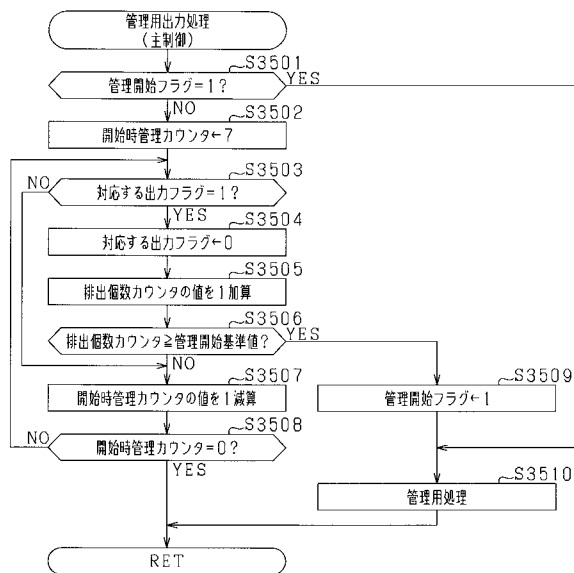 管理用出力処理
(主制御)
S3501
管理開始フラグ=1?
YES
NO
S3502
開始時管理カウンタ←7
S3503
NO
対応する出力フラグ=1?
YES
S3504
対応する出力フラグ←0
S3505
排出個数カウンタの値を1加算
S3506
排出個数カウンタ≧管理開始基準値?
YES
NO
S3507
開始時管理カウンタの値を1減算
S3509
管理開始フラグ←1
S3508
NO
開始時管理カウンタ=0?
YES
S3510
管理用処理
RET